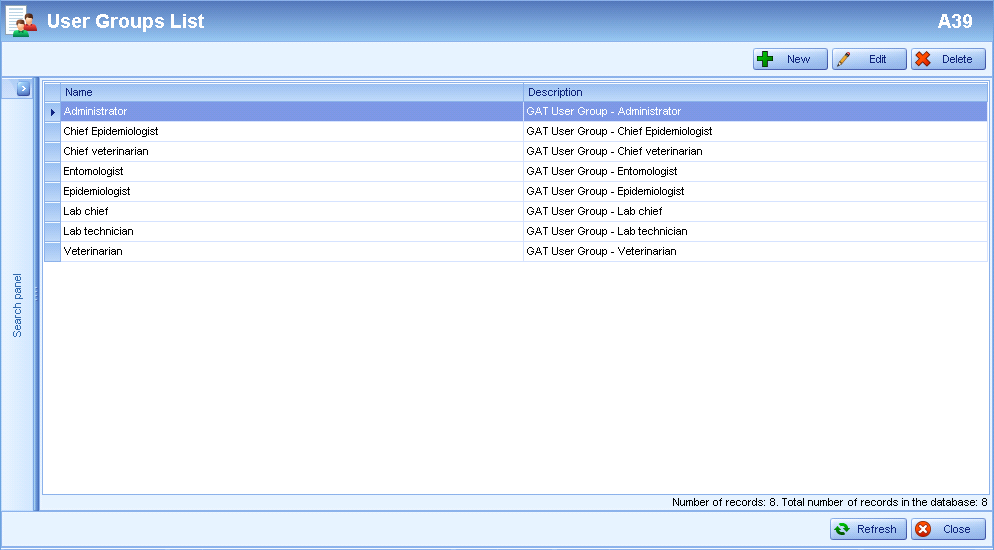 User Groups List A39
New Edit Delete
Name Description
Administrator GAT User Group - Administrator
Chief Epidemiologist GAT User Group - Chief Epidemiologist
Chief veterinarian GAT User Group - Chief veterinarian
Entomologist GAT User Group - Entomologist
Epidemiologist GAT User Group - Epidemiologist
Lab chief GAT User Group - Lab chief
Lab technician GAT User Group - Lab technician
Veterinarian GAT User Group - Veterinarian
Search panel
Number of records: 8. Total number of records in the database: 8
Refresh Close